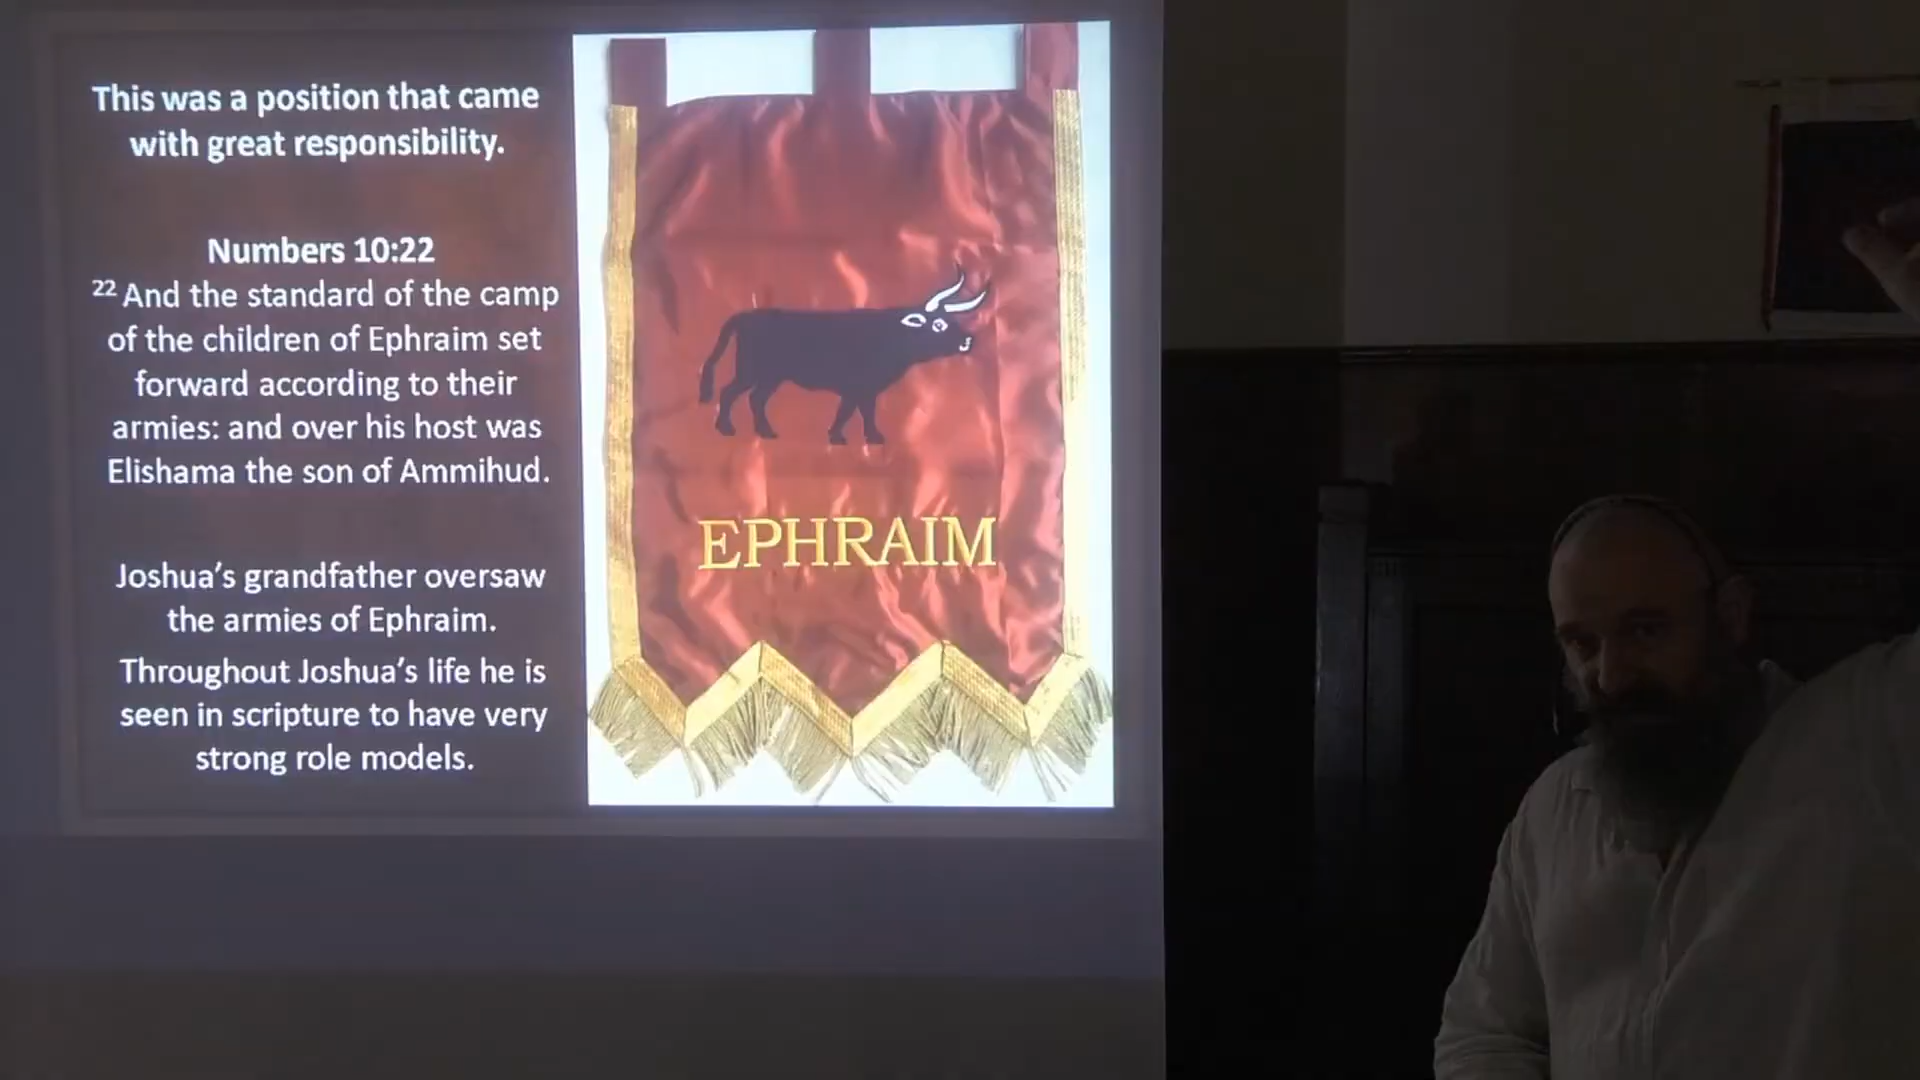 This was a position that came
with great responsibility.
Numbers 10:22
22 And the standard of the camp
of the children of Ephraim set
forward according to their
armies: and over his host was
Elishama the son of Ammihud.
Joshua’s grandfather oversaw
the armies of Ephraim.
Throughout Joshua’s life he is
seen in scripture to have very
strong role models.
EPHRAIM